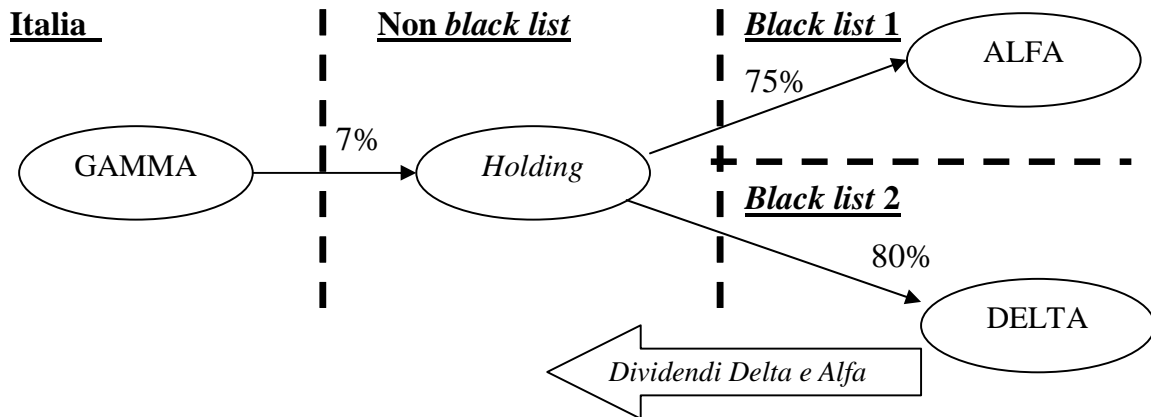 Italia
Non black list
Black list 1
ALFA
75%
7%
GAMMA
Holding
Black list 2
80%
DELTA
Dividendi Delta e Alfa